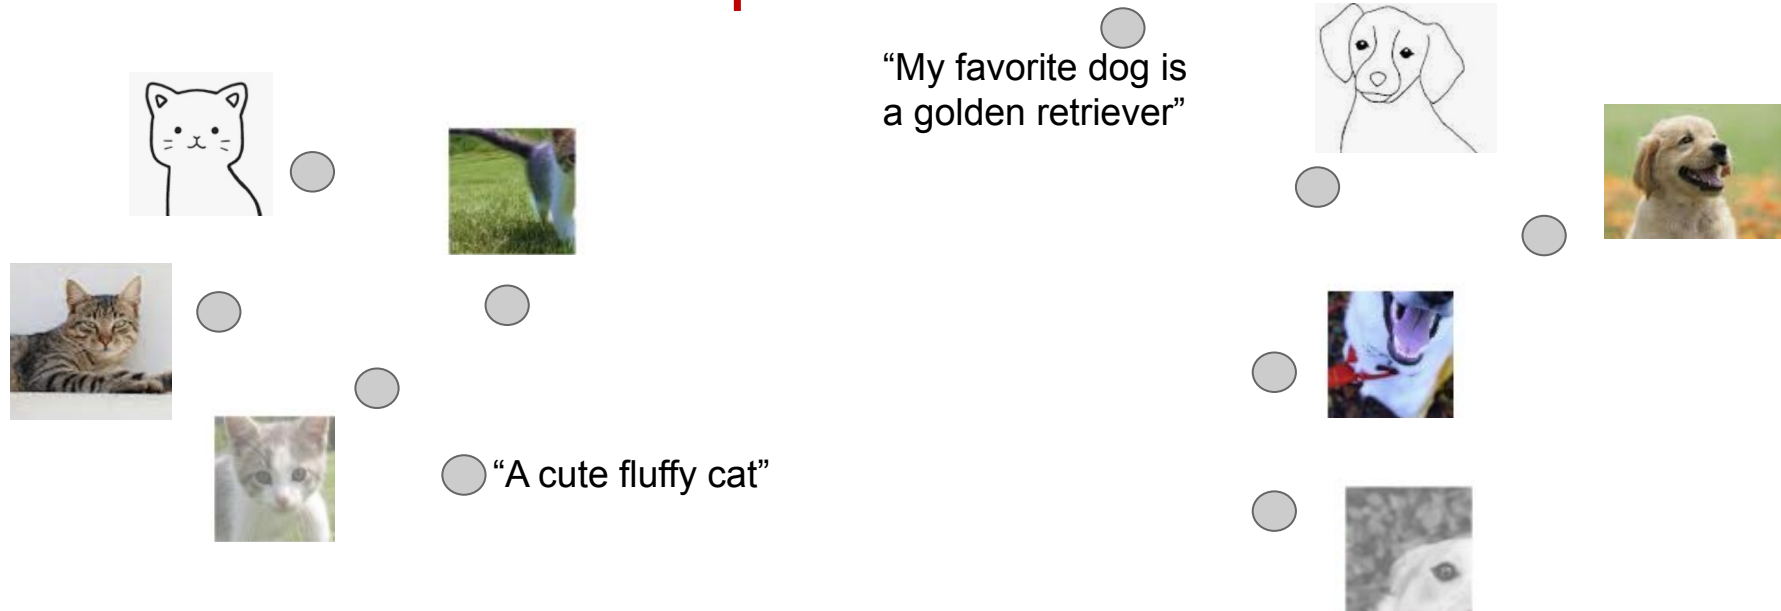 “My favorite dog is
a golden retriever”
“A cute fluffy cat”